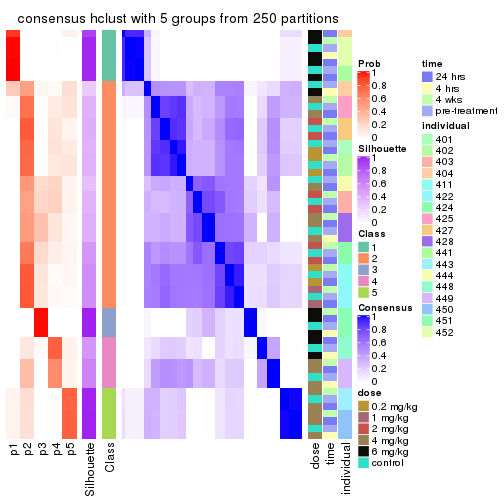 consensus hclust with 5 groups from 250 partitions
Prob
1
0.8
0.6
0.4
0.2
0
Silhouette
1
0.8
0.6
0.4
0.2
0
Class
1
2
3
4
5
Consensus
1
0.8
0.6
0.4
0.2
0
dose
0.2 mg/kg
1 mg/kg
2 mg/kg
4 mg/kg
6 mg/kg
control
time
24 hrs
4 hrs
4 wks
pre-treatment
individual
401
402
403
404
411
422
424
425
427
428
441
443
444
448
449
450
451
452
p1
p2
p3
p4
p5
Silhouette
Class
dose
time
individual